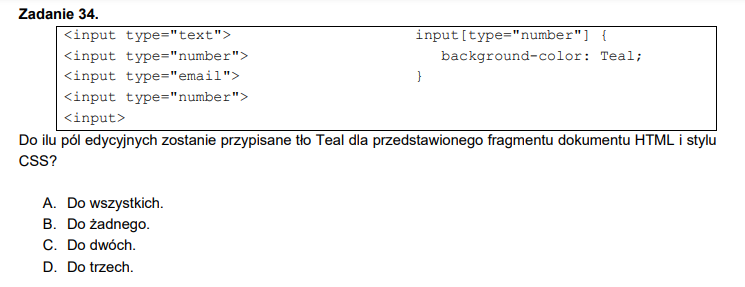 Zadanie 34.
<input type="text"> input[type="number"] {
<input type="number"> background-color: Teal;
<input type="email"> }
<input type="number">
<input>
Do ilu pól edycyjnych zostanie przypisane tło Teal dla przedstawionego fragmentu dokumentu HTML i stylu
CSS?
A. Do wszystkich.
B. Do żadnego.
C. Do dwóch.
D. Do trzech.